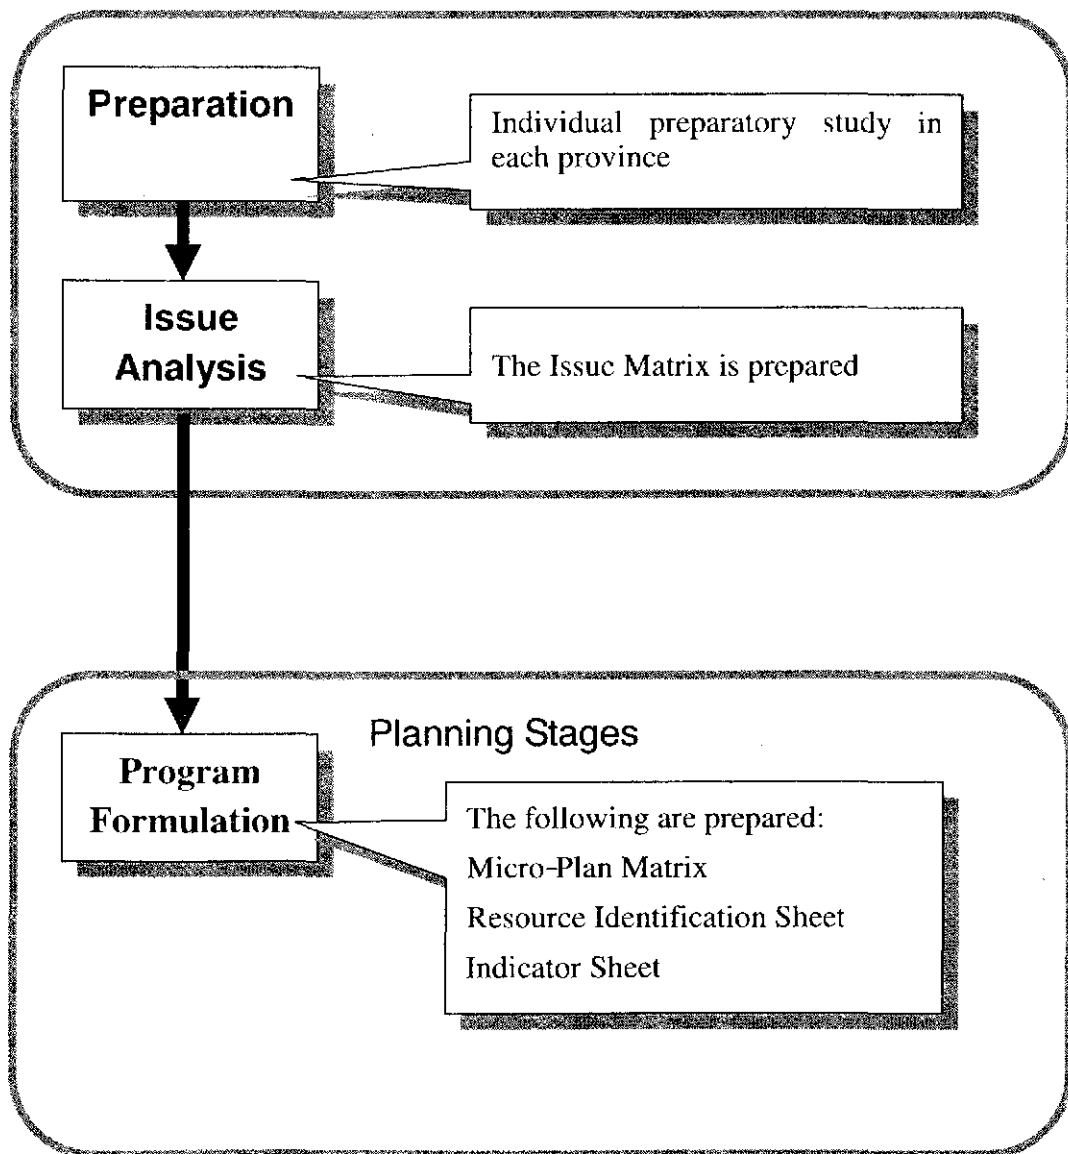 Preparation
Individual preparatory study in
each province
Issue
Analysis
The Issue Matrix is prepared
Planning Stages
Program
Formulation
The following are prepared:
Micro-Plan Matrix
Resource Identification Sheet
Indicator Sheet